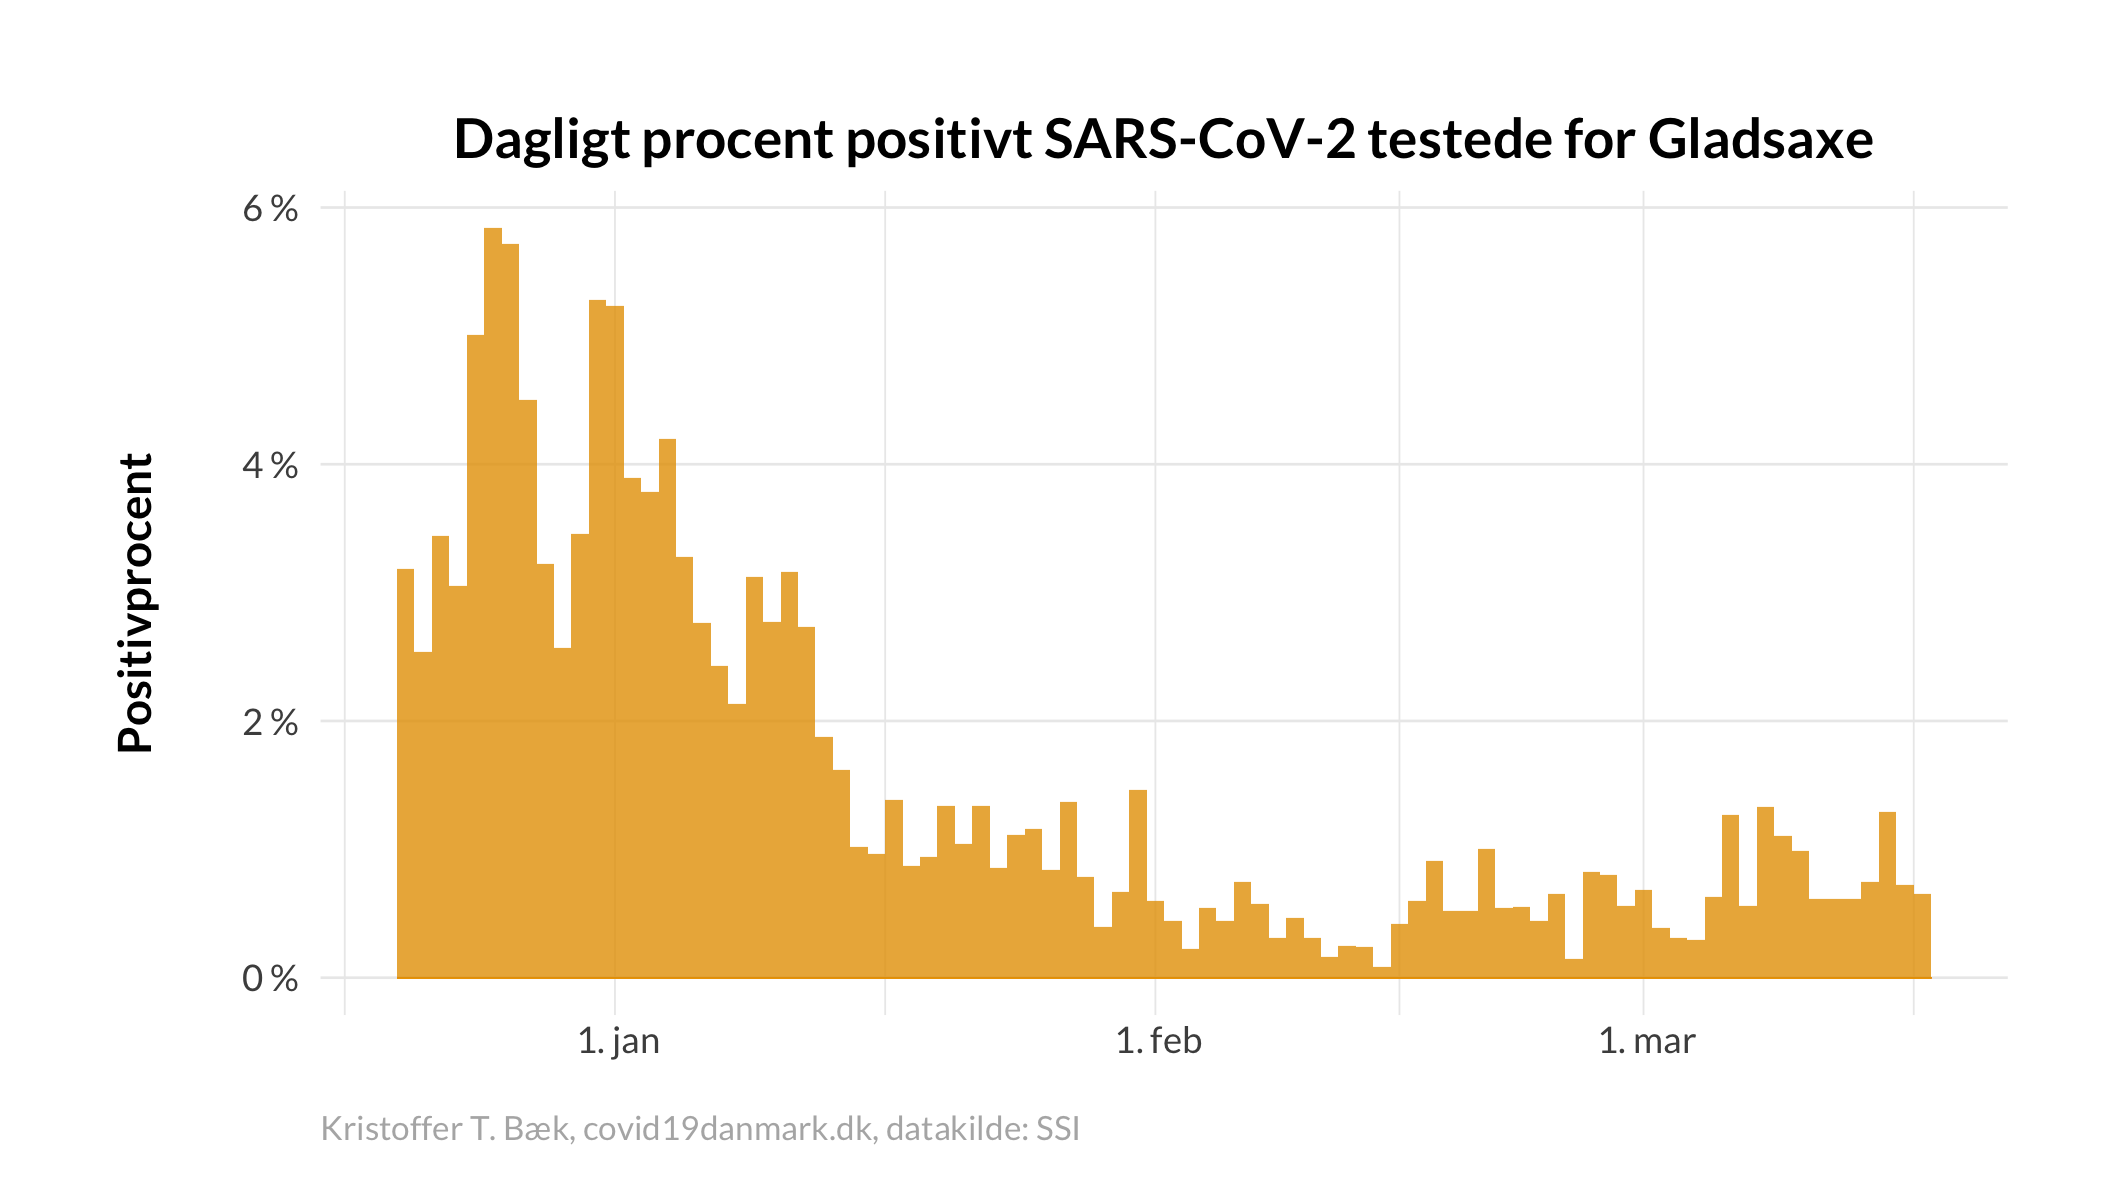 Dagligt procent positivt SARS-CoV-2 testede for Gladsaxe
Positivprocent
6 %
4 %
2 %
0 %
1. jan
1. feb
1. mar
Kristoffer T. Bæk, covid19danmark.dk, datakilde: SSI